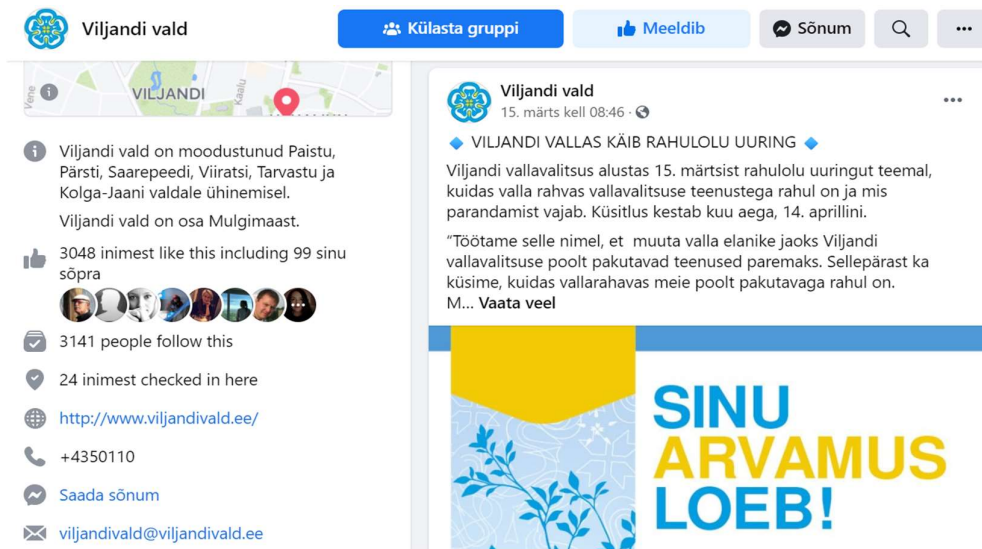 Viljandi vald
Külasta gruppi
Meeldib
Sõnum
Vene
VILJANDI
Kaalu
Viljandi vald on moodustunud Paistu,
Pärsti, Saarepeedi, Viiratsi, Tarvastu ja
Kolga-Jaani valdale ühinemisel.
Viljandi vald on osa Mulgimaast.
3048 inimest like this including 99 sinu
sõpra
3141 people follow this
24 inimest checked in here
http://www.viljandivald.ee/
+4350110
Saada sõnum
viljandivald@viljandivald.ee
Viljandi vald
15. märts kell 08:46 ·
VILJANDI VALLAS KÄIB RAHULOLU UURING
Viljandi vallavalitsus alustas 15. märtsist rahulolu uuringut teemal,
kuidas valla rahvas vallavalitsuse teenustega rahul on ja mis
parandamist vajab. Küsitlus kestab kuu aega, 14. aprillini.
“Töötame selle nimel, et muuta valla elanike jaoks Viljandi
vallavalitsuse poolt pakutavad teenused paremaks. Sellepärast ka
küsime, kuidas vallarahavas meie poolt pakutavaga rahul on.
M... Vaata veel
SINU
ARVAMUS
LOEB!